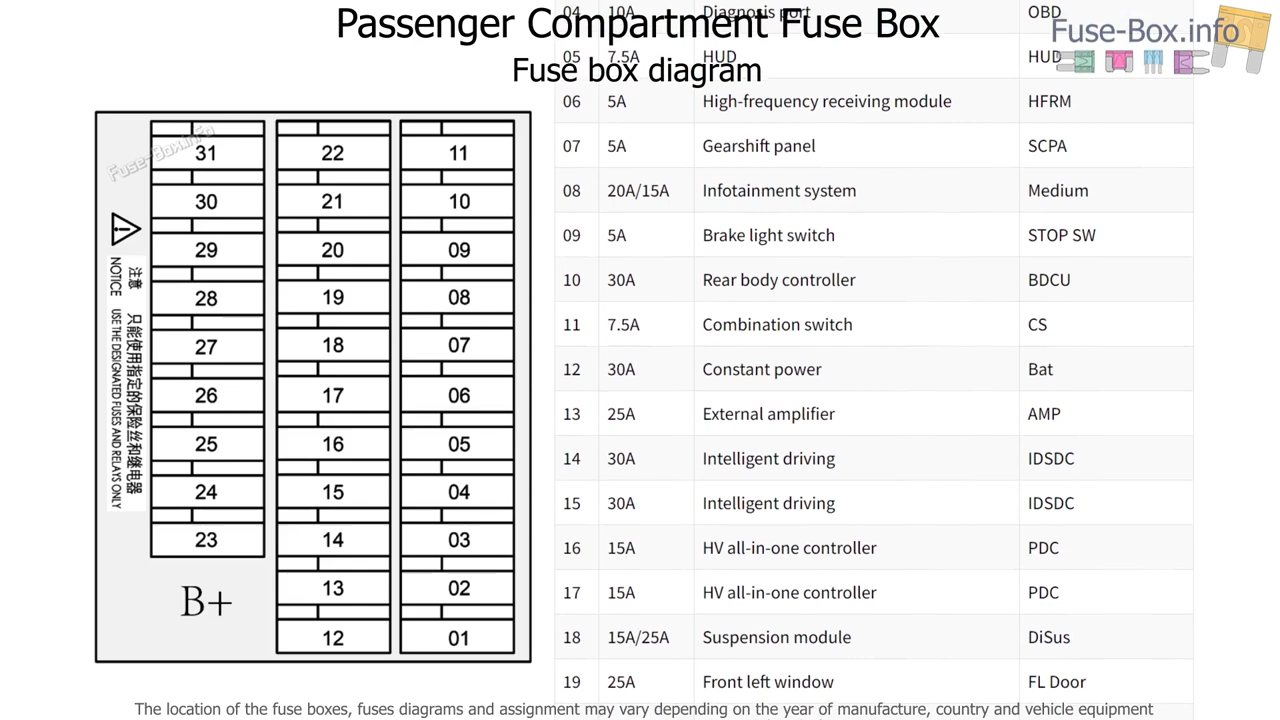 Passenger Compartment Fuse Box
Fuse box diagram
Fuse-Box.info
Fuse-Box.info
31 22 11
30 21 10
29 20 09
28 19 08
27 18 07
26 17 06
25 16 05
24 15 04
23 14 03
13 02
12 01
B+
注意
NOTICE
只能使用指定的保险丝和继电器
USE THE DESIGNATED FUSES AND RELAYS ONLY
04 10A Diagnosis port OBD
05 7.5A HUD HUD
06 5A High-frequency receiving module HFRM
07 5A Gearshift panel SCPA
08 20A/15A Infotainment system Medium
09 5A Brake light switch STOP SW
10 30A Rear body controller BDCU
11 7.5A Combination switch CS
12 30A Constant power Bat
13 25A External amplifier AMP
14 30A Intelligent driving IDSDC
15 30A Intelligent driving IDSDC
16 15A HV all-in-one controller PDC
17 15A HV all-in-one controller PDC
18 15A/25A Suspension module DiSus
19 25A Front left window FL Door
The location of the fuse boxes, fuses diagrams and assignment may vary depending on the year of manufacture, country and vehicle equipment